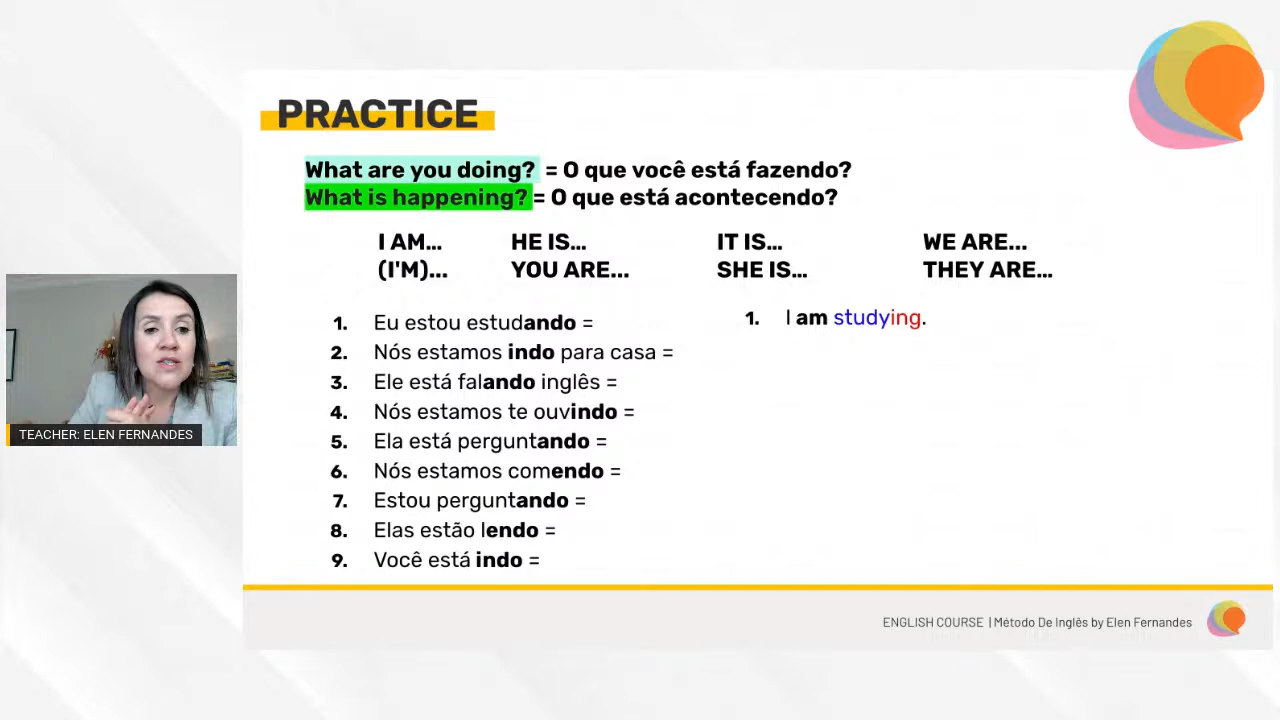 PRACTICE
What are you doing? = O que você está fazendo?
What is happening? = O que está acontecendo?
I AM... HE IS... IT IS... WE ARE...
(I'M)... YOU ARE... SHE IS... THEY ARE...
1. Eu estou estudando =
2. Nós estamos indo para casa =
3. Ele está falando inglês =
4. Nós estamos te ouvindo =
5. Ela está perguntando =
6. Nós estamos comendo =
7. Estou perguntando =
8. Elas estão lendo =
9. Você está indo =
1. I am studying.
TEACHER: ELEN FERNANDES
ENGLISH COURSE | Método De Inglês by Elen Fernandes